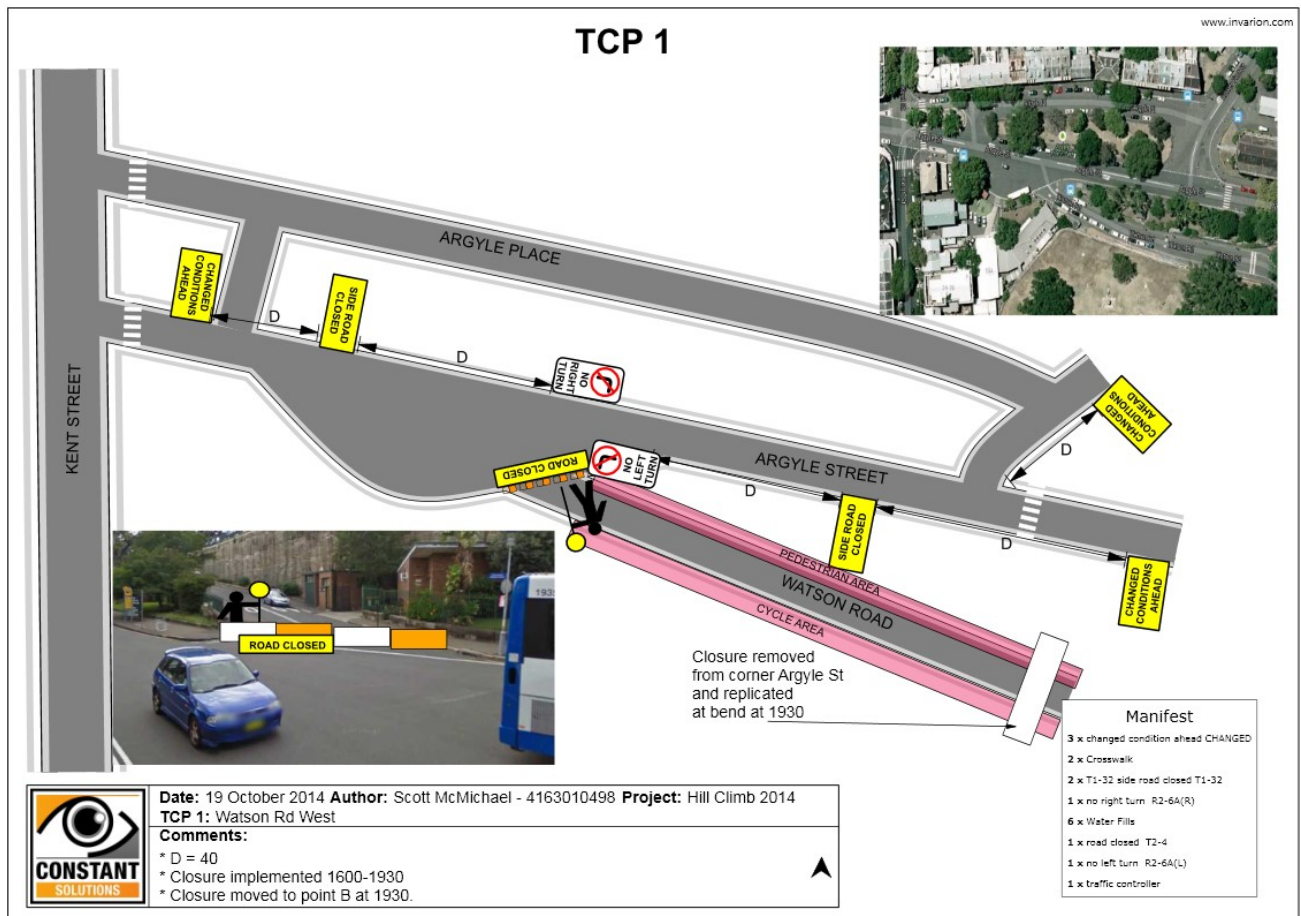 www.invarion.com
TCP 1
ARGYLE PLACE
CHANGED
CONDITIONS
AHEAD
D
SIDE ROAD
CLOSED
D
NO
RIGHT
TURN
KENT STREET
CHANGED
CONDITIONS
AHEAD
D
ROAD CLOSED
NO
LEFT
TURN
ARGYLE STREET
D
SIDE ROAD
CLOSED
D
CHANGED
CONDITIONS
AHEAD
PEDESTRIAN AREA
WATSON ROAD
CYCLE AREA
193
ROAD CLOSED
Closure removed
from corner Argyle St
and replicated
at bend at 1930
Manifest
3 x changed condition ahead CHANGED
2 x Crosswalk
2 x T1-32 side road closed T1-32
1 x no right turn R2-6A(R)
6 x Water Fills
1 x road closed T2-4
1 x no left turn R2-6A(L)
1 x traffic controller
CONSTANT
SOLUTIONS
Date: 19 October 2014 Author: Scott McMichael - 4163010498 Project: Hill Climb 2014
TCP 1: Watson Rd West
Comments:
* D = 40
* Closure implemented 1600-1930
* Closure moved to point B at 1930.